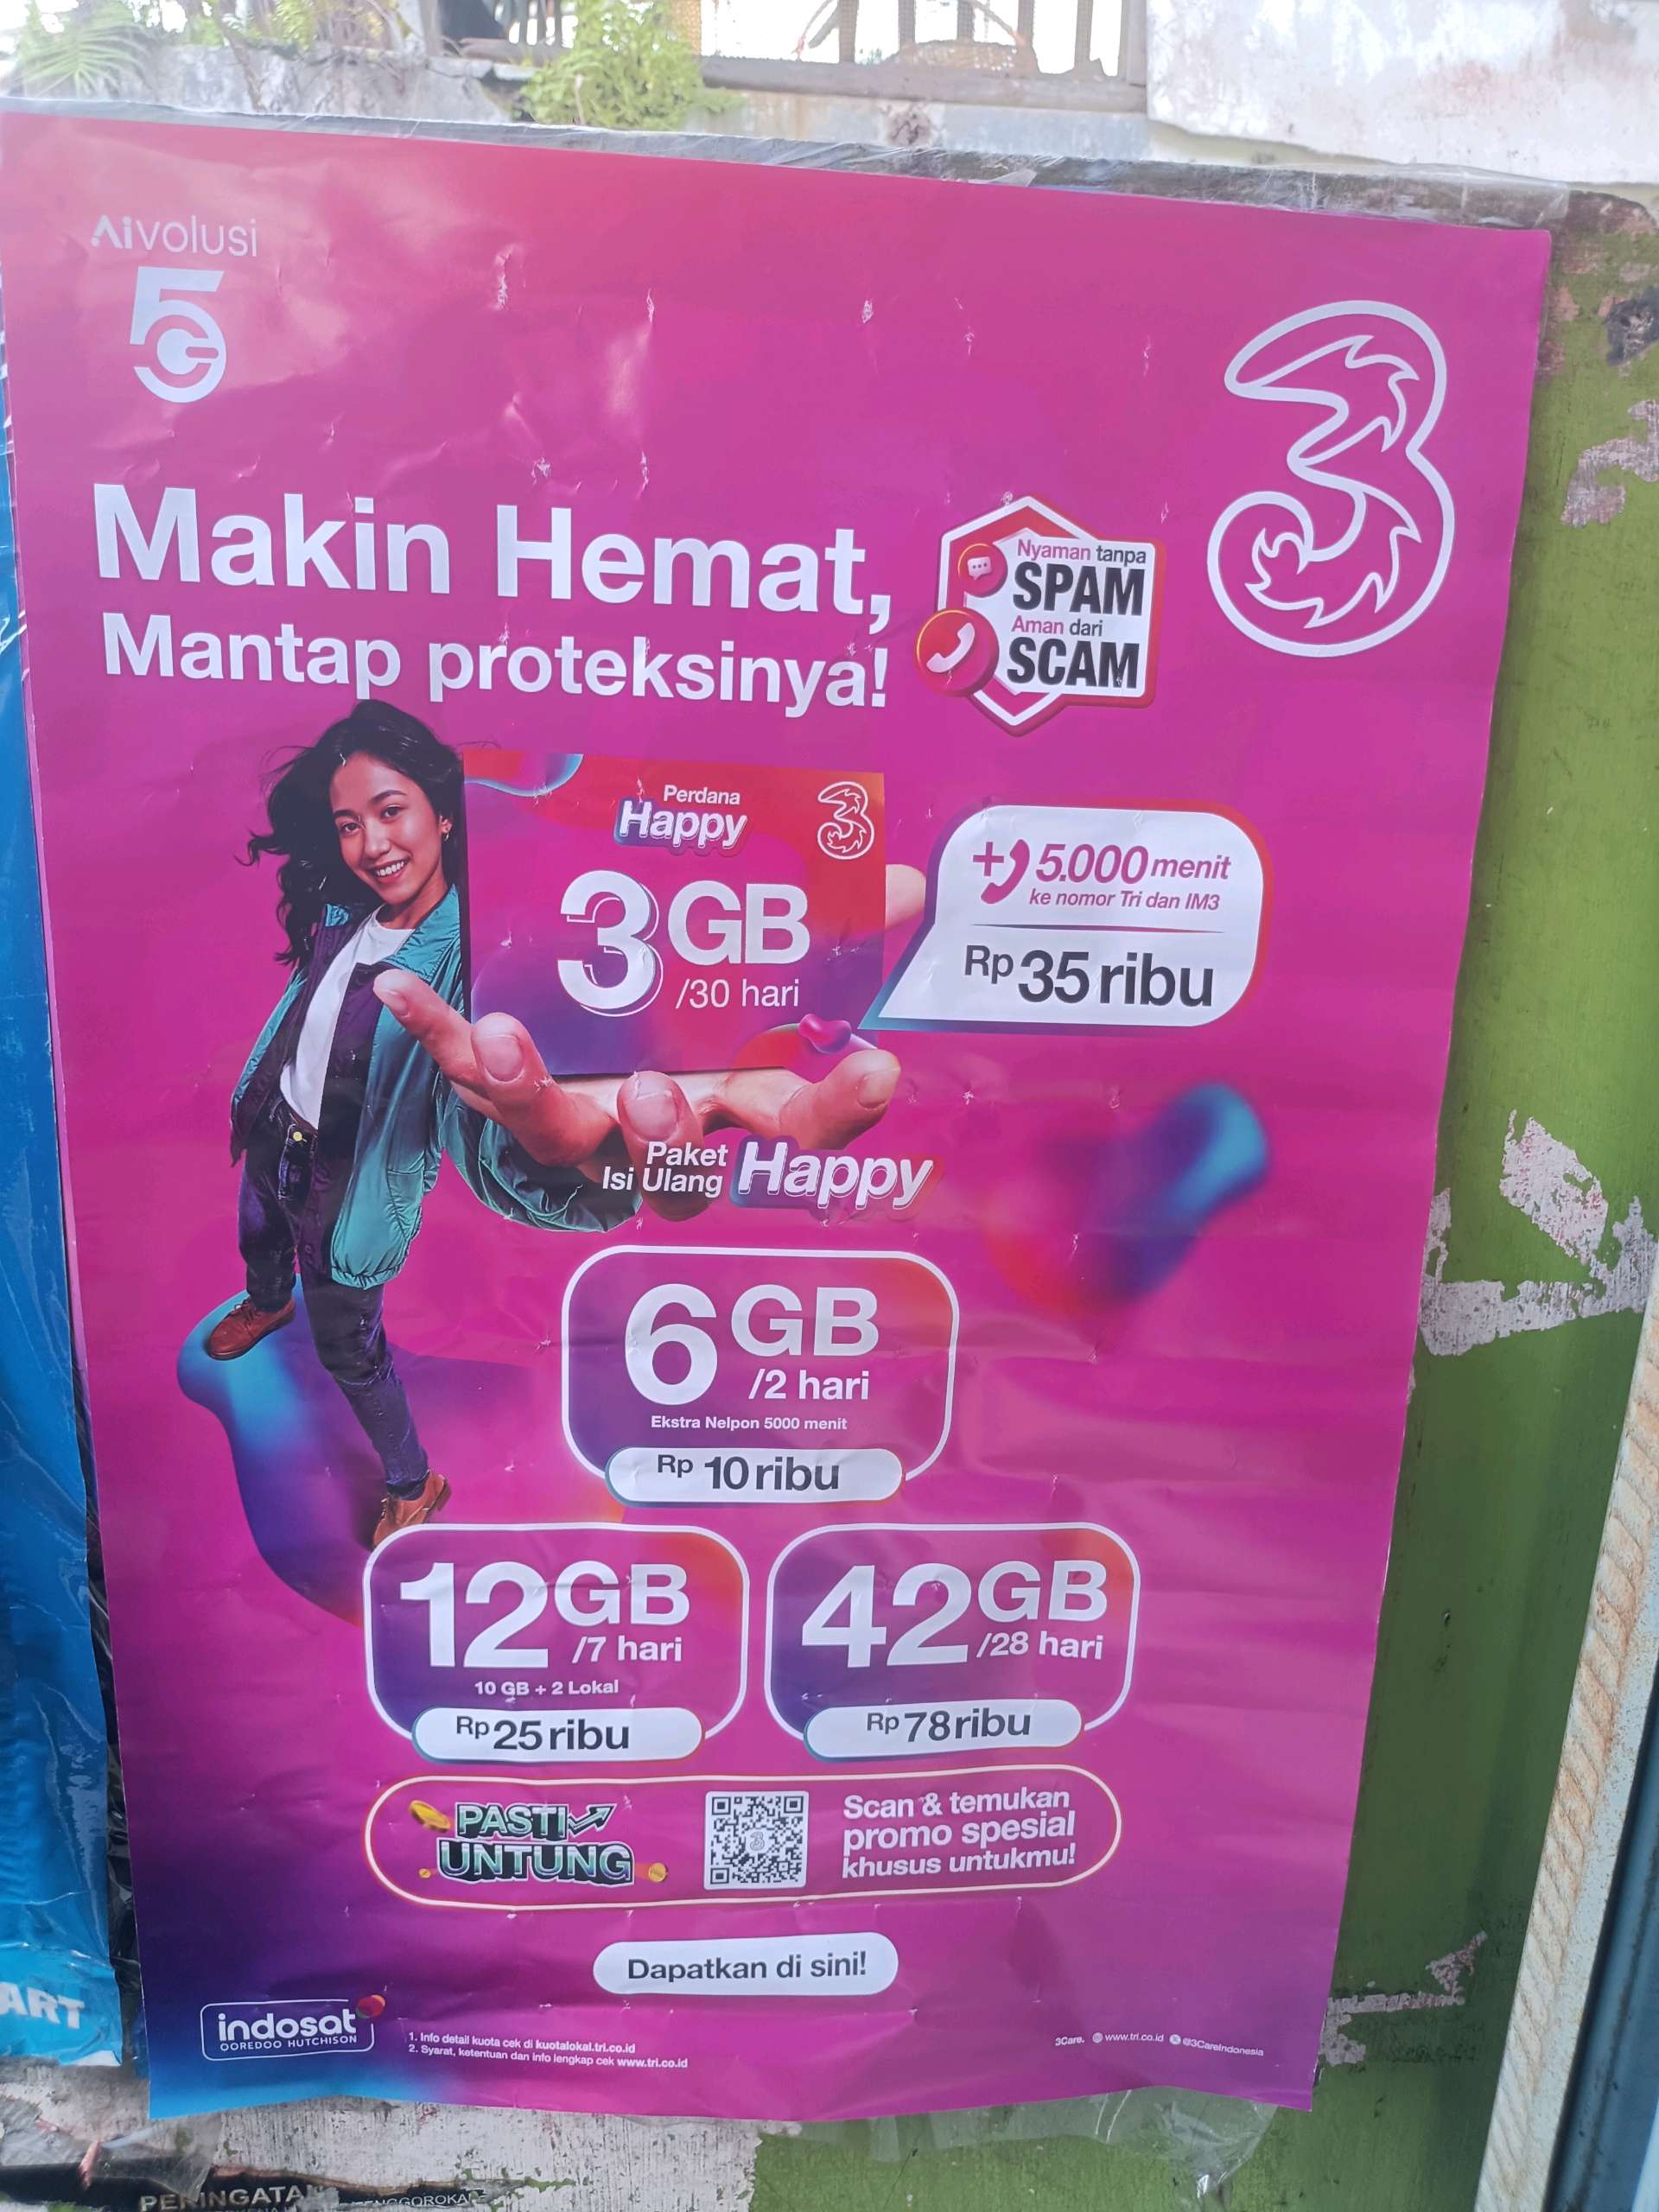 Aivolusi
5G
3
Makin Hemat,
Mantap proteksinya!
Nyaman tanpa
SPAM
Aman dari
SCAM
Perdana
Happy
3
3GB
/30 hari
+ 5.000 menit
ke nomor Tri dan IM3
Rp 35 ribu
Paket
Isi Ulang
Happy
6GB
/2 hari
Ekstra Nelpon 5000 menit
Rp 10 ribu
12GB
/7 hari
10 GB + 2 Lokal
Rp 25 ribu
42GB
/28 hari
Rp 78 ribu
PASTI
UNTUNG
Scan & temukan
promo spesial
khusus untukmu!
Dapatkan di sini!
indosat
OOREDOO HUTCHISON
1. Info detail kuota cek di kuotalokal.tri.co.id
2. Syarat, ketentuan dan info lengkap cek www.tri.co.id
3Care. www.tri.co.id @3CareIndonesia
ART